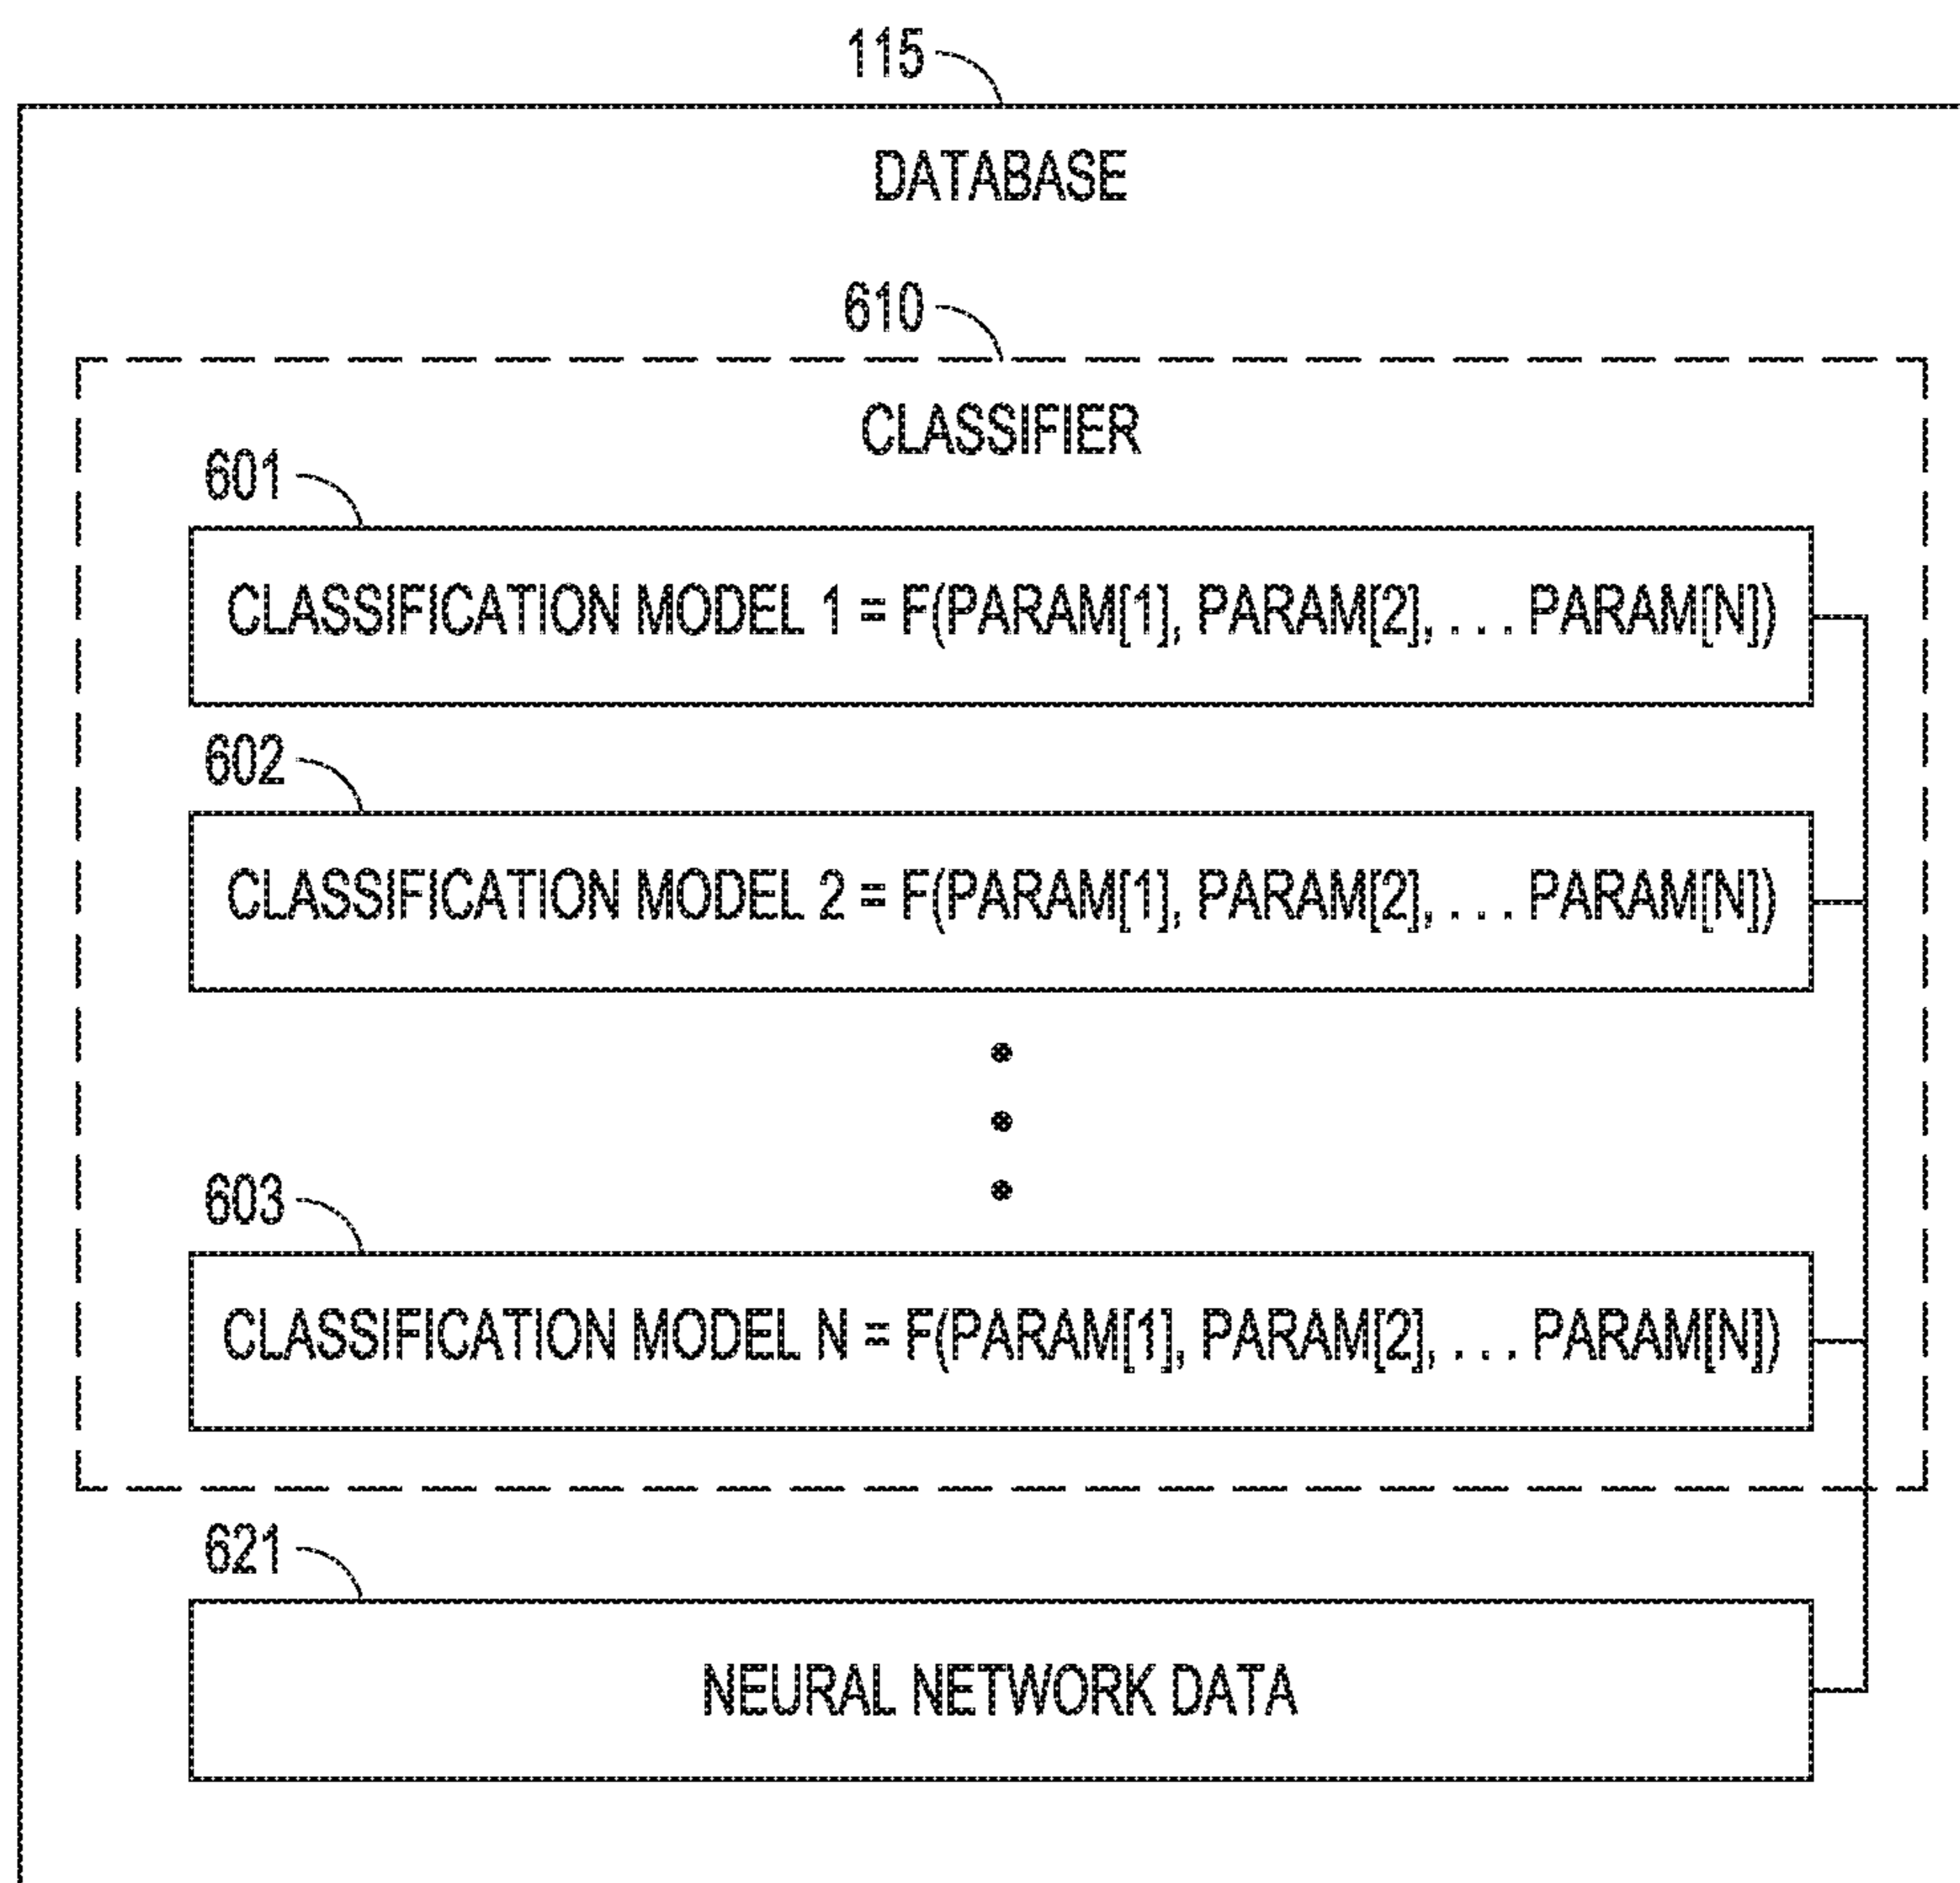 115
DATABASE
610
CLASSIFIER
601
CLASSIFICATION MODEL 1 = F(PARAM[1], PARAM[2], . . . PARAM[N])
602
CLASSIFICATION MODEL 2 = F(PARAM[1], PARAM[2], . . . PARAM[N])
603
CLASSIFICATION MODEL N = F(PARAM[1], PARAM[2], . . . PARAM[N])
621
NEURAL NETWORK DATA